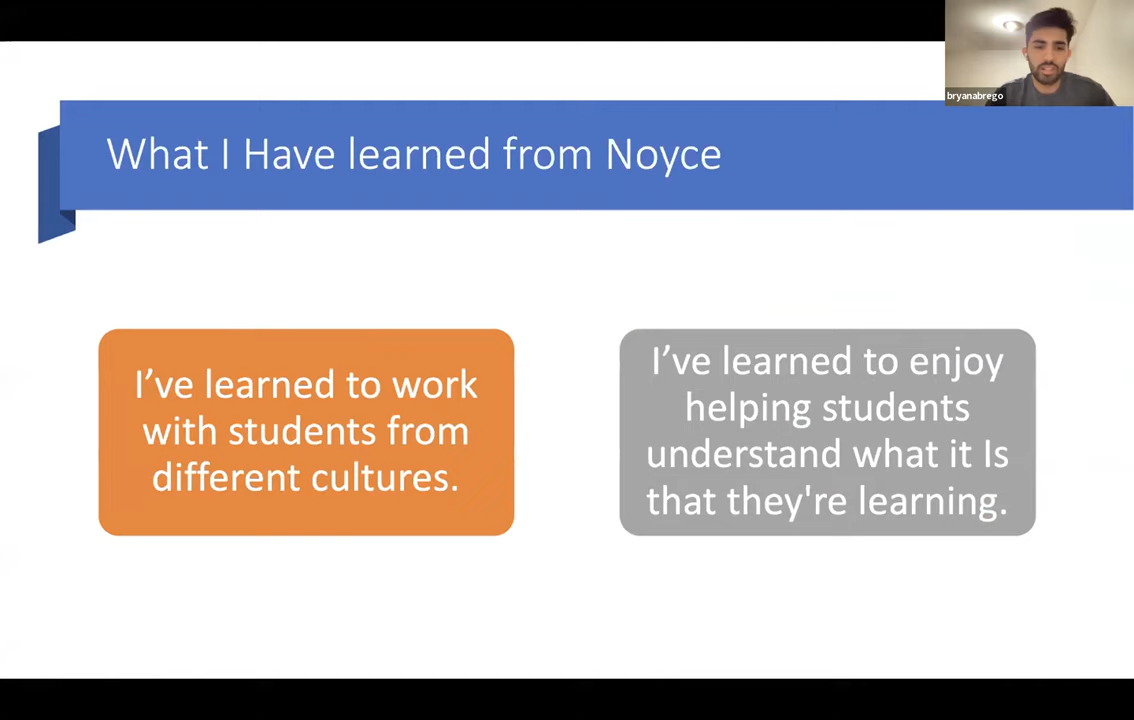 bryanabrego
What I Have learned from Noyce
I’ve learned to work
with students from
different cultures.
I’ve learned to enjoy
helping students
understand what it Is
that they're learning.